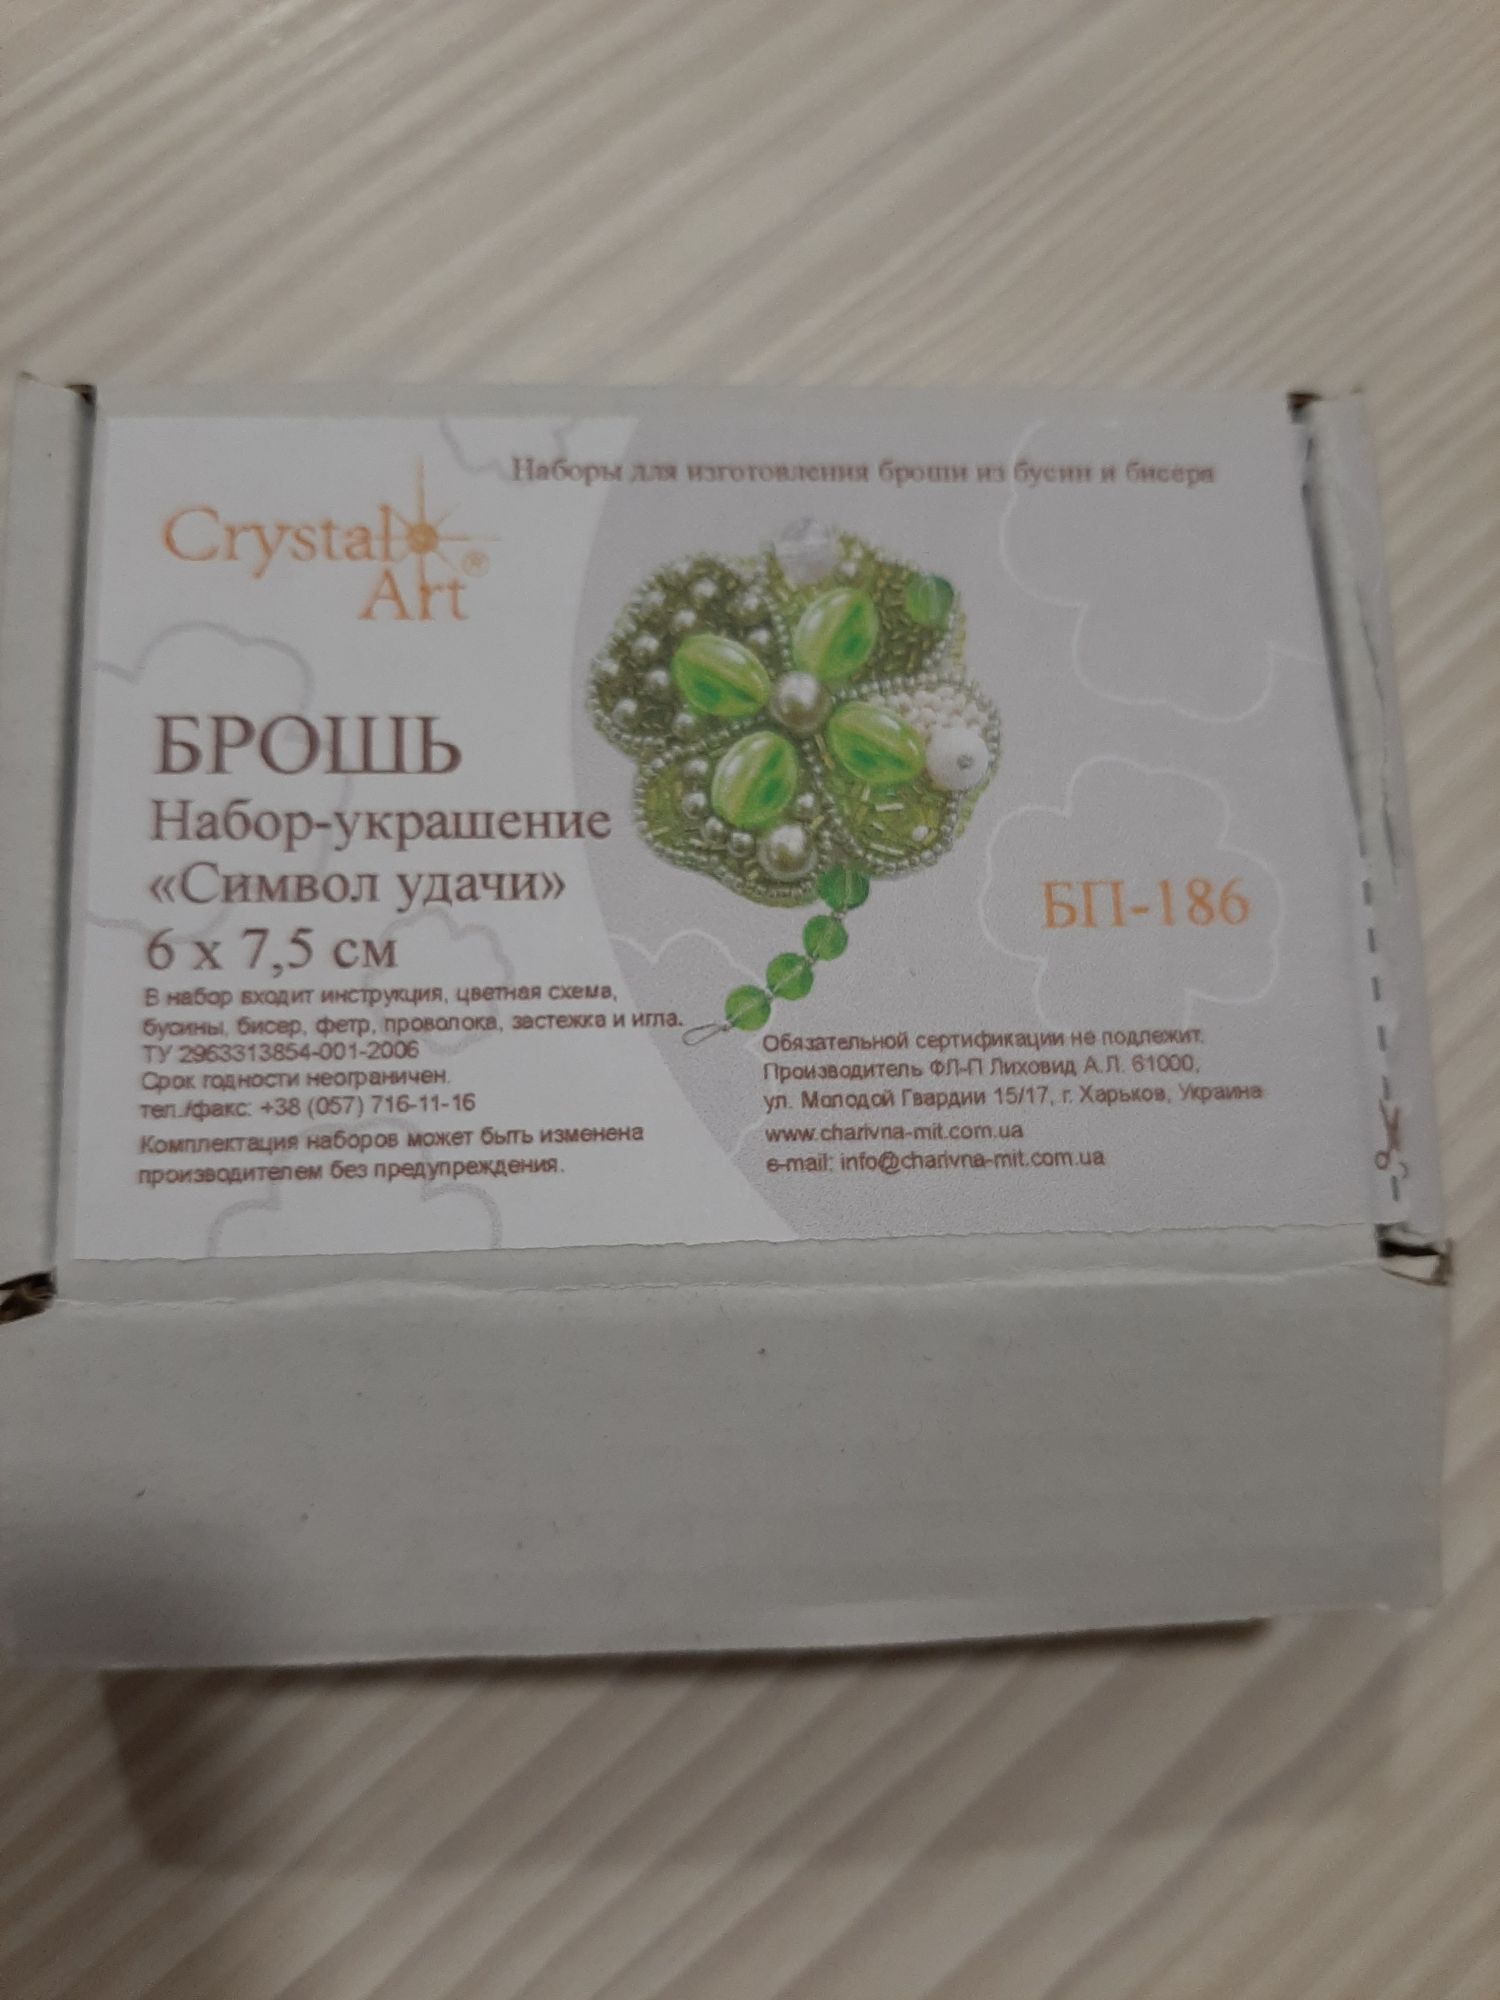 Наборы для изготовления броши из бусин и бисера
Crystal
Art®
БРОШЬ
Набор-украшение
«Символ удачи»
6 х 7,5 см
БП-186
В набор входит инструкция, цветная схема,
бусины, бисер, фетр, проволока, застежка и игла.
ТУ 2963313854-001-2006
Срок годности неограничен.
тел./факс: +38 (057) 716-11-16
Комплектация наборов может быть изменена
производителем без предупреждения.
Обязательной сертификации не подлежит.
Производитель ФЛ-П Лиховид А.Л. 61000,
ул. Молодой Гвардии 15/17, г. Харьков, Украина
www.charivna-mit.com.ua
e-mail: info@charivna-mit.com.ua